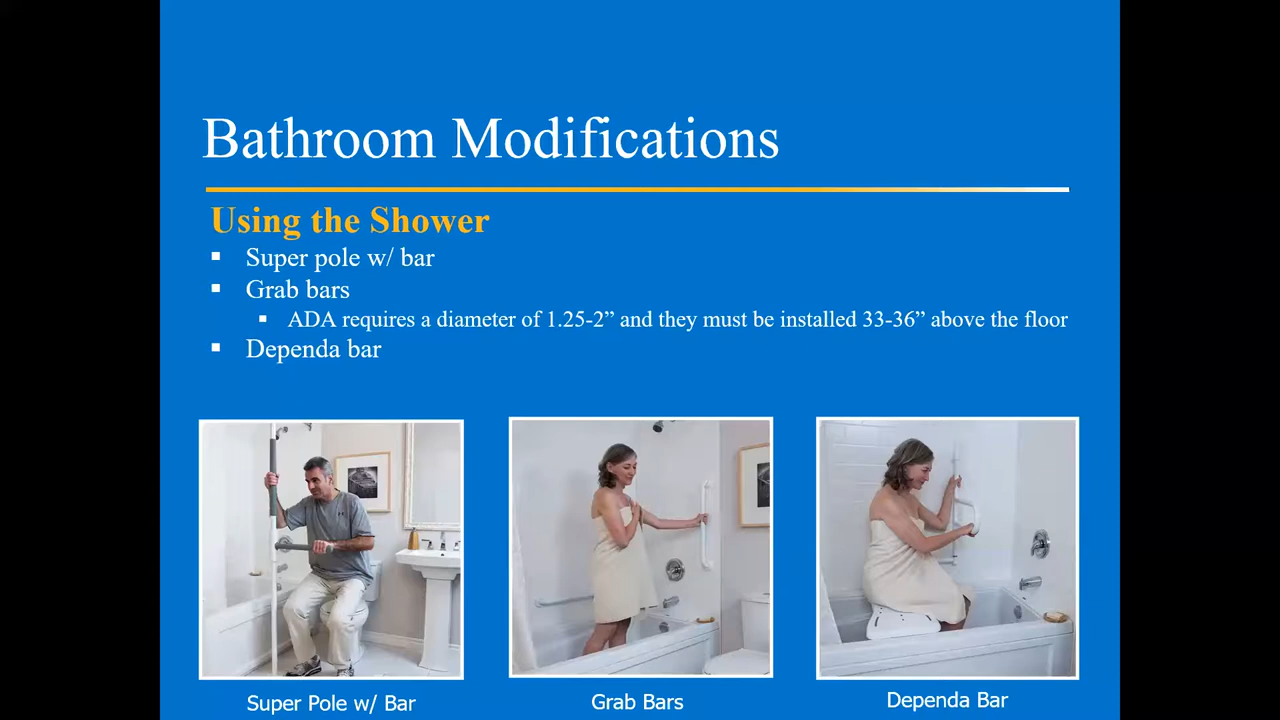 Bathroom Modifications
Using the Shower
▪ Super pole w/ bar
▪ Grab bars
▪ ADA requires a diameter of 1.25-2” and they must be installed 33-36” above the floor
▪ Dependa bar
Super Pole w/ Bar
Grab Bars
Dependa Bar